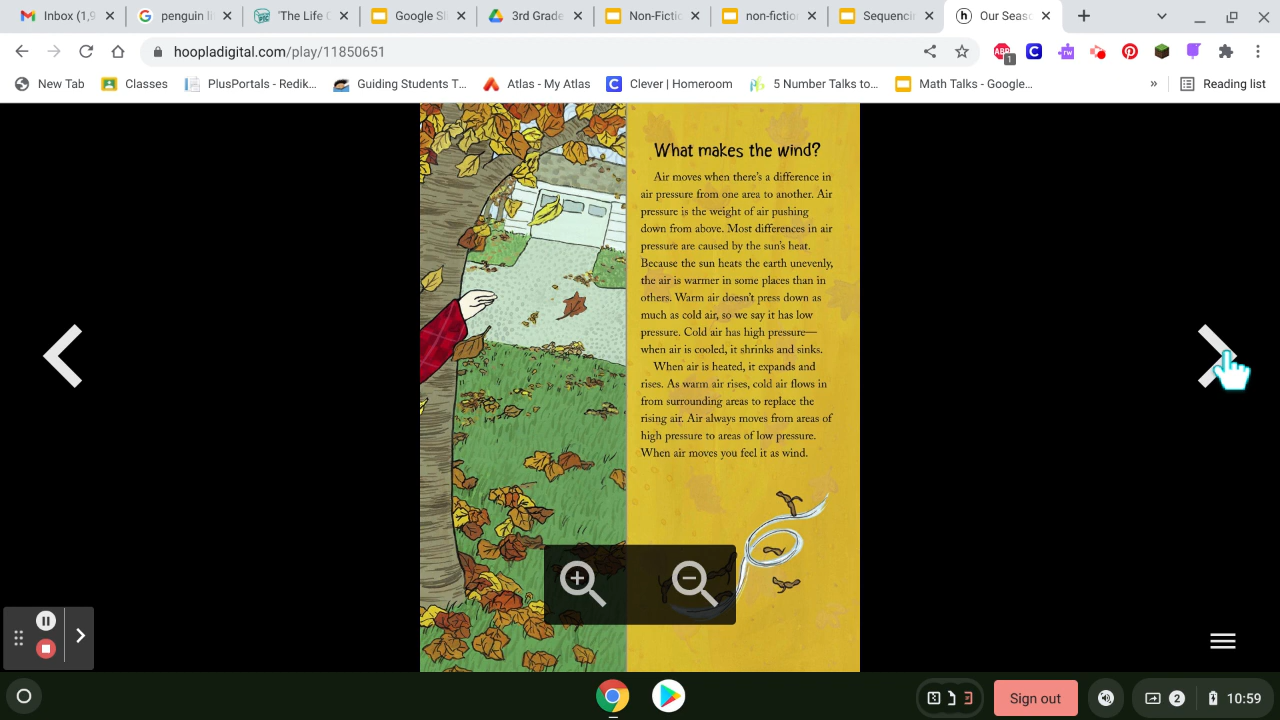 Inbox (1,9
penguin li
"The Life C
Google Sl
3rd Grade
Non-Fictic
non-fiction
Sequencin
Our Seaso
hoopladigital.com/play/11850651
ABP
1
C
rw
New Tab
Classes
PlusPortals - Redik...
Guiding Students T...
Atlas - My Atlas
C
Clever | Homeroom
5 Number Talks to...
Math Talks - Google...
»
Reading list
What makes the wind?
Air moves when there's a difference in
air pressure from one area to another. Air
pressure is the weight of air pushing
down from above. Most differences in air
pressure are caused by the sun's heat.
Because the sun heats the earth unevenly,
the air is warmer in some places than in
others. Warm air doesn't press down as
much as cold air, so we say it has low
pressure. Cold air has high pressure—
when air is cooled, it shrinks and sinks.
When air is heated, it expands and
rises. As warm air rises, cold air flows in
from surrounding areas to replace the
rising air. Air always moves from areas of
high pressure to areas of low pressure.
When air moves you feel it as wind.
Sign out
2
10:59